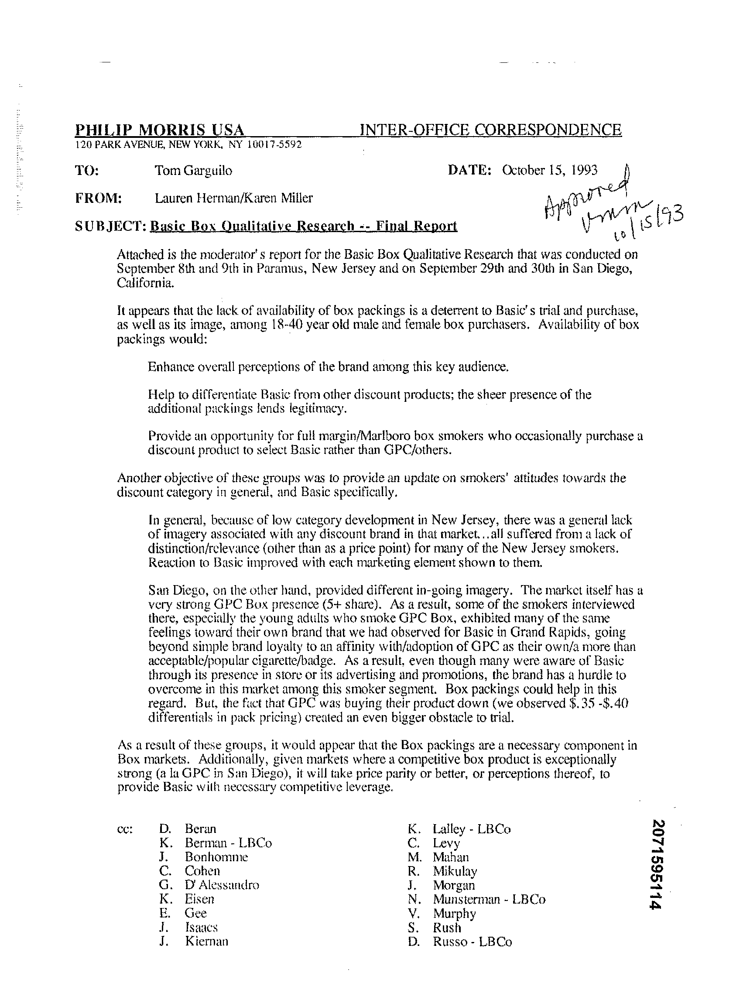 PHILIP MORRIS USA INTER-OFFICE CORRESPONDENCE
120 PARK AVENUE, NEW YORK, NY 10017-5592
TO: Tom Garguilo DATE: October 15, 1993
FROM: Lauren Herman/Karen Miller
Approved
10/15/93
SUBJECT: Basic Box Qualitative Research -- Final Report
Attached is the moderator's report for the Basic Box Qualitative Research that was conducted on
September 8th and 9th in Paramus, New Jersey and on September 29th and 30th in San Diego,
California.
It appears that the lack of availability of box packings is a deterrent to Basic's trial and purchase,
as well as its image, among 18-40 year old male and female box purchasers. Availability of box
packings would:
Enhance overall perceptions of the brand among this key audience.
Help to differentiate Basic from other discount products; the sheer presence of the
additional packings lends legitimacy.
Provide an opportunity for full margin/Marlboro box smokers who occasionally purchase a
discount product to select Basic rather than GPC/others.
Another objective of these groups was to provide an update on smokers' attitudes towards the
discount category in general, and Basic specifically.
In general, because of low category development in New Jersey, there was a general lack
of imagery associated with any discount brand in that market...all suffered from a lack of
distinction/relevance (other than as a price point) for many of the New Jersey smokers.
Reaction to Basic improved with each marketing element shown to them.
San Diego, on the other hand, provided different in-going imagery. The market itself has a
very strong GPC Box presence (5+ share). As a result, some of the smokers interviewed
there, especially the young adults who smoke GPC Box, exhibited many of the same
feelings toward their own brand that we had observed for Basic in Grand Rapids, going
beyond simple brand loyalty to an affinity with/adoption of GPC as their own/a more than
acceptable/popular cigarette/badge. As a result, even though many were aware of Basic
through its presence in store or its advertising and promotions, the brand has a hurdle to
overcome in this market among this smoker segment. Box packings could help in this
regard. But, the fact that GPC was buying their product down (we observed $.35 -$.40
differentials in pack pricing) created an even bigger obstacle to trial.
As a result of these groups, it would appear that the Box packings are a necessary component in
Box markets. Additionally, given markets where a competitive box product is exceptionally
strong (a la GPC in San Diego), it will take price parity or better, or perceptions thereof, to
provide Basic with necessary competitive leverage.
cc: D. Beran K. Lalley - LBCo
K. Berman - LBCo C. Levy
J. Bonhomme M. Mahan
C. Cohen R. Mikulay
G. D'Alessandro J. Morgan
K. Eisen N. Munsterman - LBCo
E. Gee V. Murphy
J. Isaacs S. Rush
J. Kiernan D. Russo - LBCo
2071595114